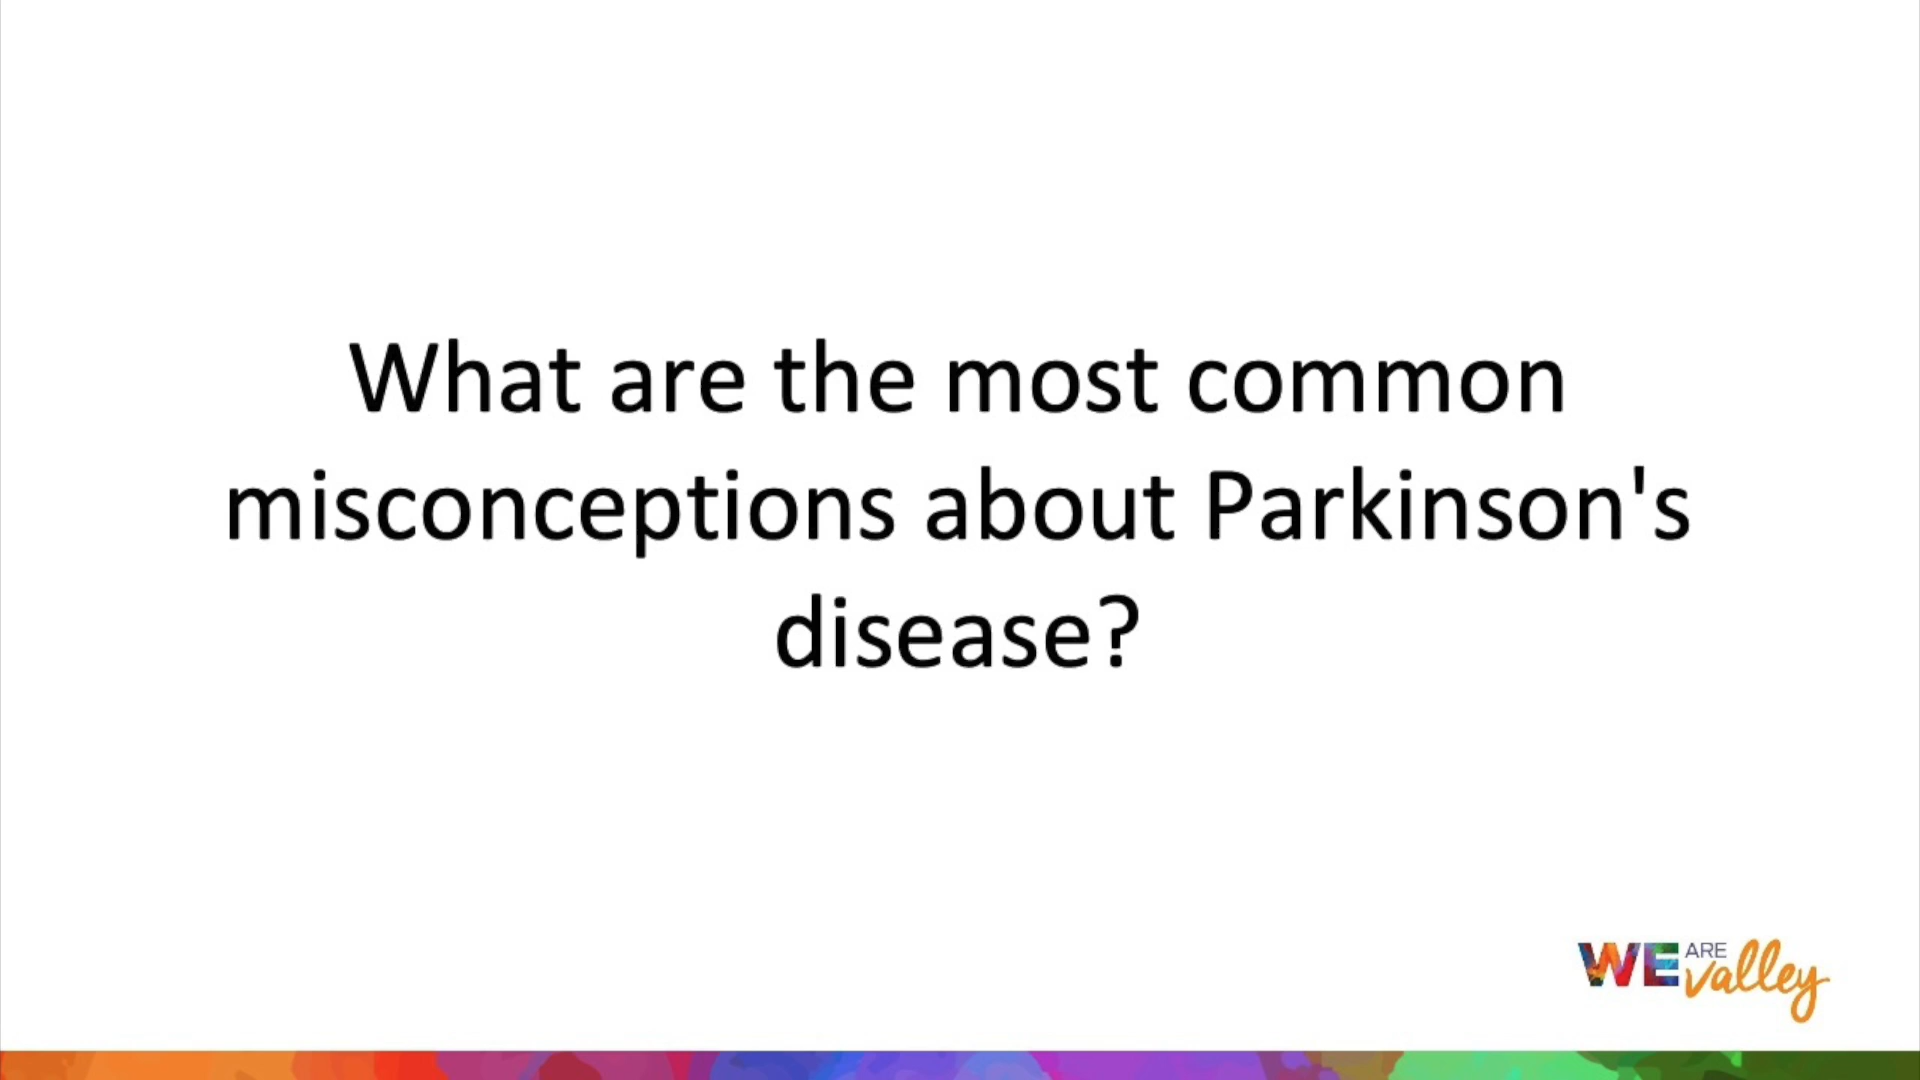 What are the most common
misconceptions about Parkinson's
disease?
WE ARE valley